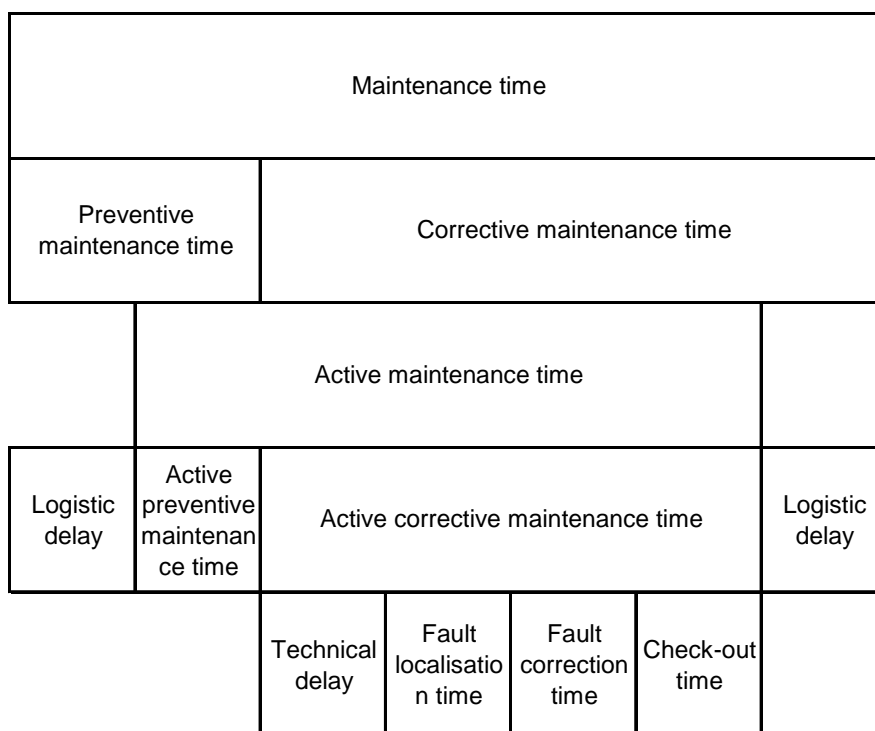 Maintenance time
Preventive
maintenance time
Corrective maintenance time
Active maintenance time
Logistic
delay
Active
preventive
maintenan
ce time
Active corrective maintenance time
Logistic
delay
Technical
delay
Fault
localisatio
n time
Fault
correction
time
Check-out
time